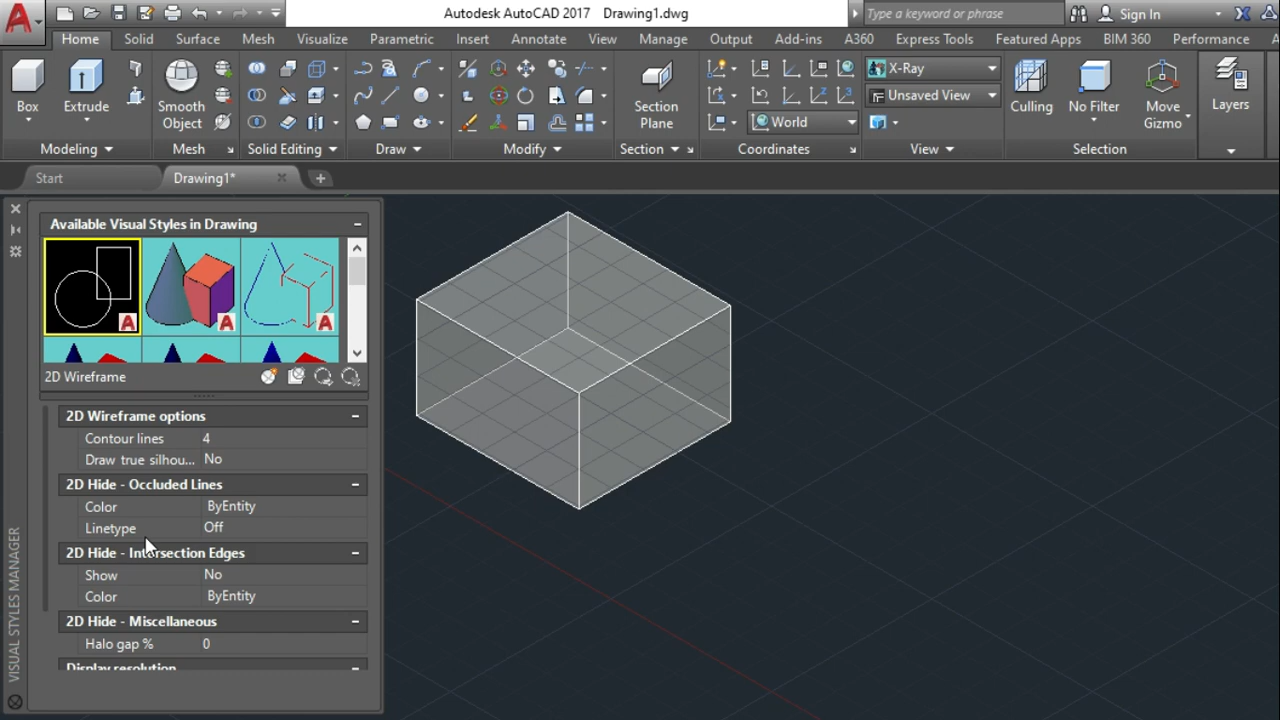 Autodesk AutoCAD 2017 Drawing1.dwg
Type a keyword or phrase
Sign In
Home Solid Surface Mesh Visualize Parametric Insert Annotate View Manage Output Add-ins A360 Express Tools Featured Apps BIM 360 Performance A
Box
Extrude
Smooth
Object
Section
Plane
X-Ray
Unsaved View
World
Culling
No Filter
Move
Gizmo
Layers
Modeling
Mesh
Solid Editing
Draw
Modify
Section
Coordinates
View
Selection
Start
Drawing1*
Available Visual Styles in Drawing
2D Wireframe
2D Wireframe options
Contour lines 4
Draw true silhou... No
2D Hide - Occluded Lines
Color ByEntity
Linetype Off
2D Hide - Intersection Edges
Show No
Color ByEntity
2D Hide - Miscellaneous
Halo gap % 0
Display resolution
VISUAL STYLES MANAGER